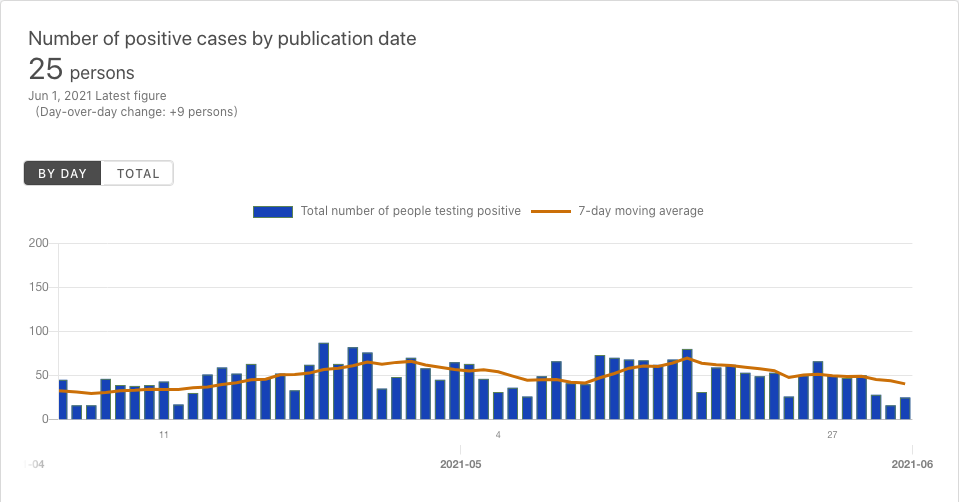 Number of positive cases by publication date
25 persons
Jun 1, 2021 Latest figure
(Day-over-day change: +9 persons)
BY DAY TOTAL
Total number of people testing positive 7-day moving average
200
150
100
50
0
11 4 27
-04 2021-05 2021-06